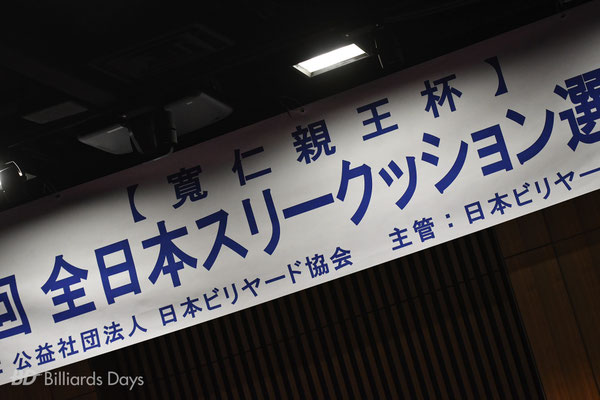 【寛仁親王杯】
回 全日本スリークッション選
公益社団法人 日本ビリヤード協会 主管：日本ビリヤー
BD Billiards Days